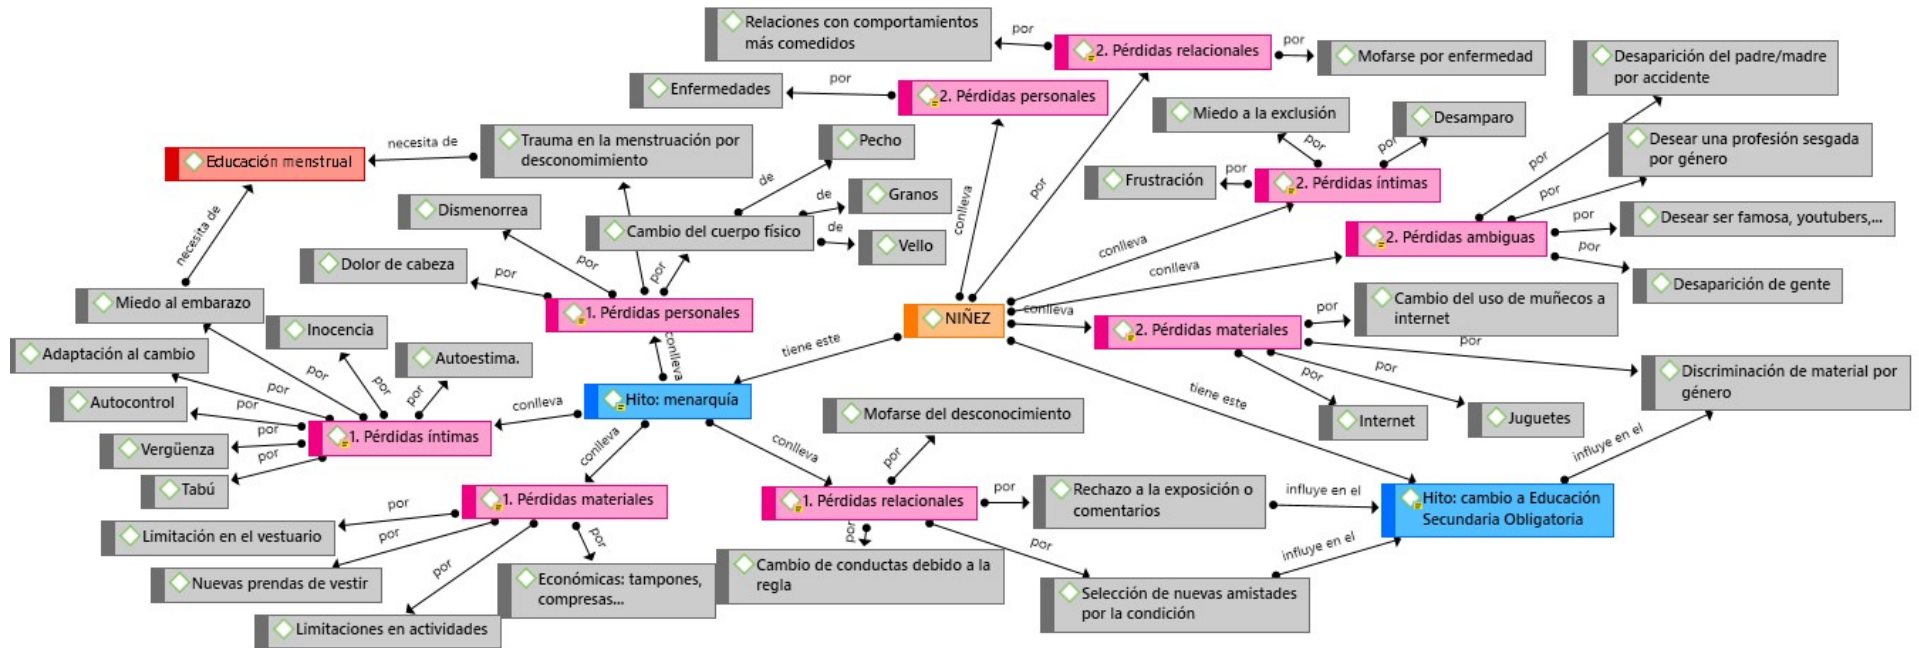 Relaciones con comportamientos
más comedidos
por
2. Pérdidas relacionales
por
Mofarse por enfermedad
Desaparición del padre/madre
por accidente
Enfermedades
por
2. Pérdidas personales
por
Miedo a la exclusión
Desamparo
por
por
por
Desear una profesión sesgada
por género
Educación menstrual
necesita de
Trauma en la menstruación por
desconomimiento
Pecho
de
Frustración
por
2. Pérdidas íntimas
por
Granos
de
conlleva
Dismenorrea
Cambio del cuerpo físico
de
Vello
necesita de
conlleva
2. Pérdidas ambiguas
por
Desear ser famosa, youtubers,...
por
Dolor de cabeza
por
por
por
conlleva
Desaparición de gente
Miedo al embarazo
1. Pérdidas personales
NIÑEZ
conlleva
2. Pérdidas materiales
por
Cambio del uso de muñecos a
internet
Inocencia
conlleva
tiene este
por
Adaptación al cambio
Autoestima.
por
por
por
por
por
por
Discriminación de material por
género
Autocontrol
por
conlleva
Hito: menarquía
tiene este
Mofarse del desconocimiento
Internet
Juguetes
1. Pérdidas íntimas
por
Vergüenza
por
conlleva
conlleva
por
influye en el
Tabú
1. Pérdidas materiales
1. Pérdidas relacionales
por
Rechazo a la exposición o
comentarios
influye en el
Hito: cambio a Educación
Secundaria Obligatoria
por
Limitación en el vestuario
por
por
por
por
influye en el
Nuevas prendas de vestir
por
Económicas: tampones,
compresas...
Cambio de conductas debido a la
regla
Selección de nuevas amistades
por la condición
Limitaciones en actividades